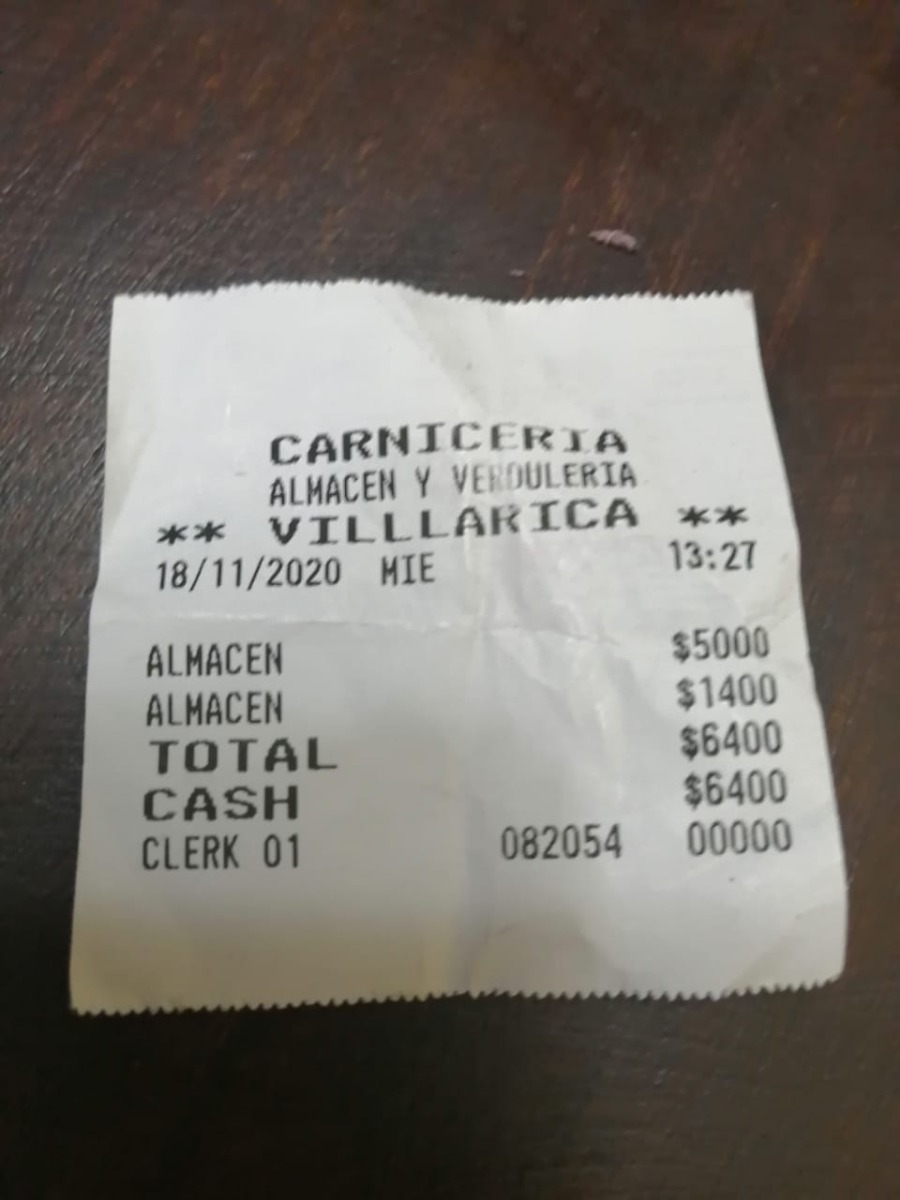 CARNICERIA
ALMACEN Y VERDULERIA
** VILLLARICA **
18/11/2020 MIE 13:27
ALMACEN $5000
ALMACEN $1400
TOTAL $6400
CASH $6400
CLERK 01 082054 00000